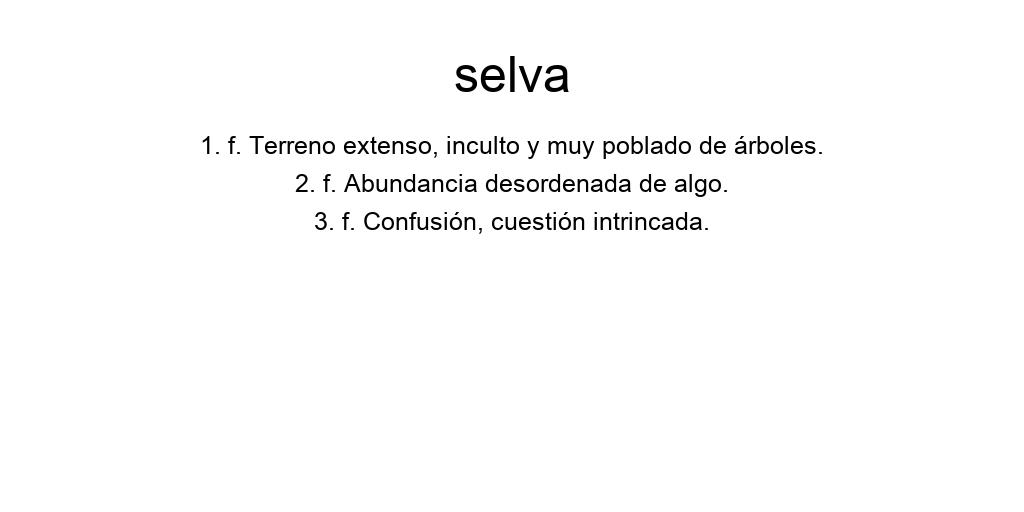 selva
1. f. Terreno extenso, inculto y muy poblado de árboles.
2. f. Abundancia desordenada de algo.
3. f. Confusión, cuestión intrincada.